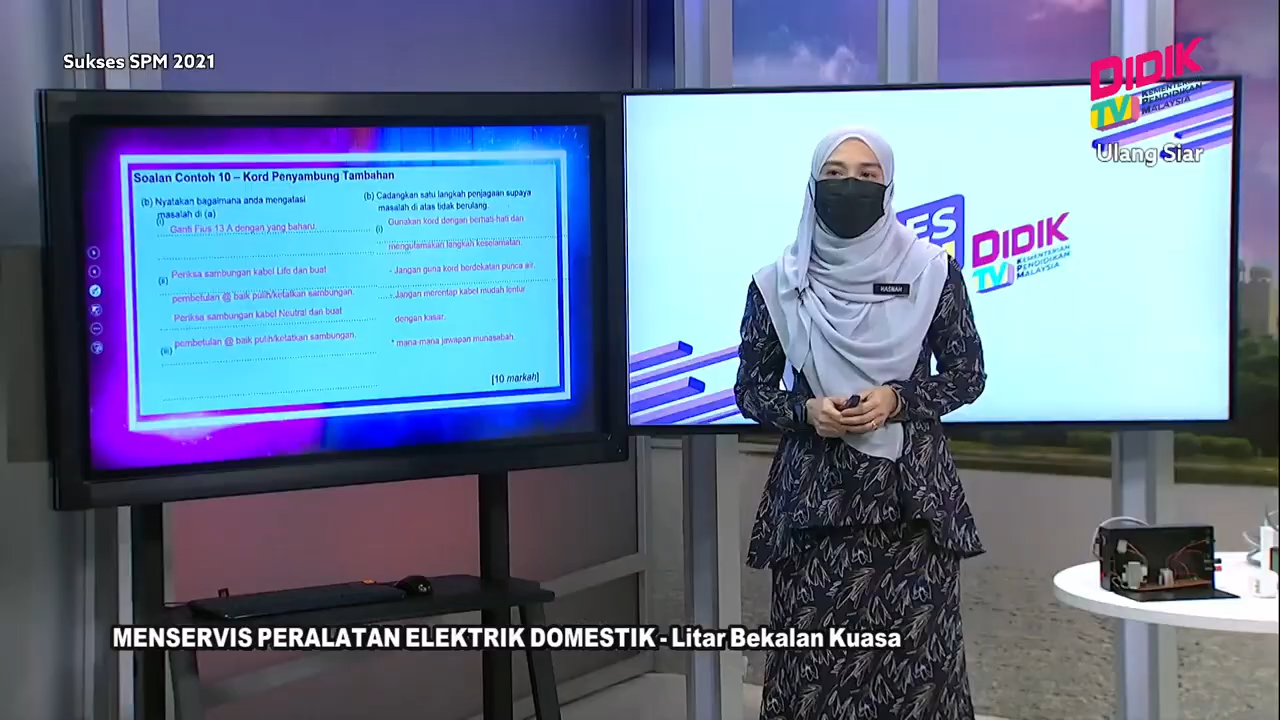 Sukses SPM 2021
DIDIK
TV
KEMENTERIAN
PENDIDIKAN
MALAYSIA
Ulang Siar
Soalan Contoh 10 – Kord Penyambung Tambahan
(b) Nyatakan bagaimana anda mengatasi
masalah di (a)
(i) Ganti Fius 13 A dengan yang baharu.
(ii) Periksa sambungan kabel Life dan buat
pembetulan @ baik pulih/ketatkan sambungan.
Periksa sambungan kabel Neutral dan buat
(iii) pembetulan @ baik pulih/ketatkan sambungan.
(b) Cadangkan satu langkah penjagaan supaya
masalah di atas tidak berulang.
(i) Gunakan kord dengan berhati-hati dan
mengutamakan langkah keselamatan.
- Jangan guna kord berdekatan punca air.
- Jangan merentap kabel mudah lentur
dengan kasar.
* mana-mana jawapan munasabah.
[10 markah]
ES
DIDIK
TV
KEMENTERIAN
PENDIDIKAN
MALAYSIA
HASNAH
MENSERVIS PERALATAN ELEKTRIK DOMESTIK - Litar Bekalan Kuasa